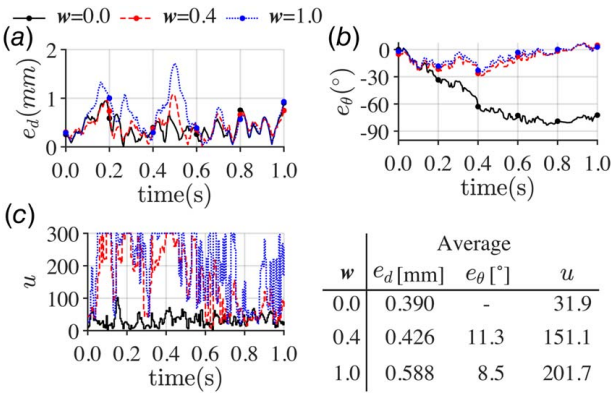 w=0.0 w=0.4 w=1.0
(a)
2
1
0
e_d(mm)
0.0 0.2 0.4 0.6 0.8 1.0
time(s)
(b)
0
-30
-60
-90
e_θ(°)
0.0 0.2 0.4 0.6 0.8 1.0
time(s)
(c)
300
200
100
0
u
0.0 0.2 0.4 0.6 0.8 1.0
time(s)
Average
w e_d [mm] e_θ [°] u
0.0 0.390 - 31.9
0.4 0.426 11.3 151.1
1.0 0.588 8.5 201.7